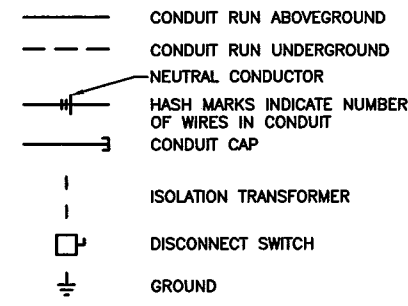 CONDUIT RUN ABOVEGROUND
CONDUIT RUN UNDERGROUND
NEUTRAL CONDUCTOR
HASH MARKS INDICATE NUMBER
OF WIRES IN CONDUIT
CONDUIT CAP
ISOLATION TRANSFORMER
DISCONNECT SWITCH
GROUND